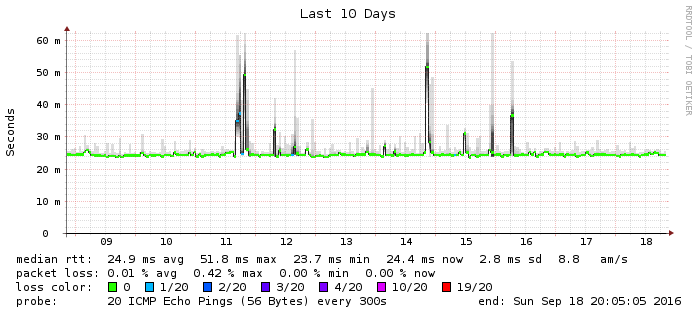 Last 10 Days
RRDTOOL / TOBI OETIKER
Seconds
60 m
50 m
40 m
30 m
20 m
10 m
0
09 10 11 12 13 14 15 16 17 18
median rtt: 24.9 ms avg 51.8 ms max 23.7 ms min 24.4 ms now 2.8 ms sd 8.8 am/s
packet loss: 0.01 % avg 0.42 % max 0.00 % min 0.00 % now
loss color: 0 1/20 2/20 3/20 4/20 10/20 19/20
probe: 20 ICMP Echo Pings (56 Bytes) every 300s end: Sun Sep 18 20:05:05 2016